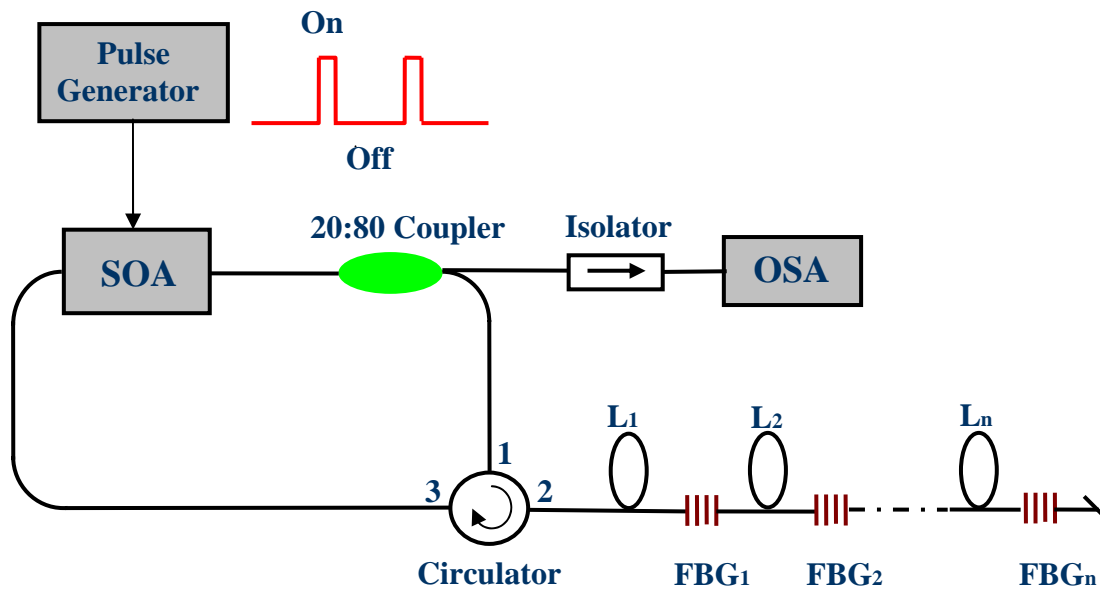 On
Pulse
Generator
Off
20:80 Coupler
Isolator
SOA
OSA
L1
L2
Ln
1
3
2
Circulator
FBG1
FBG2
FBGn